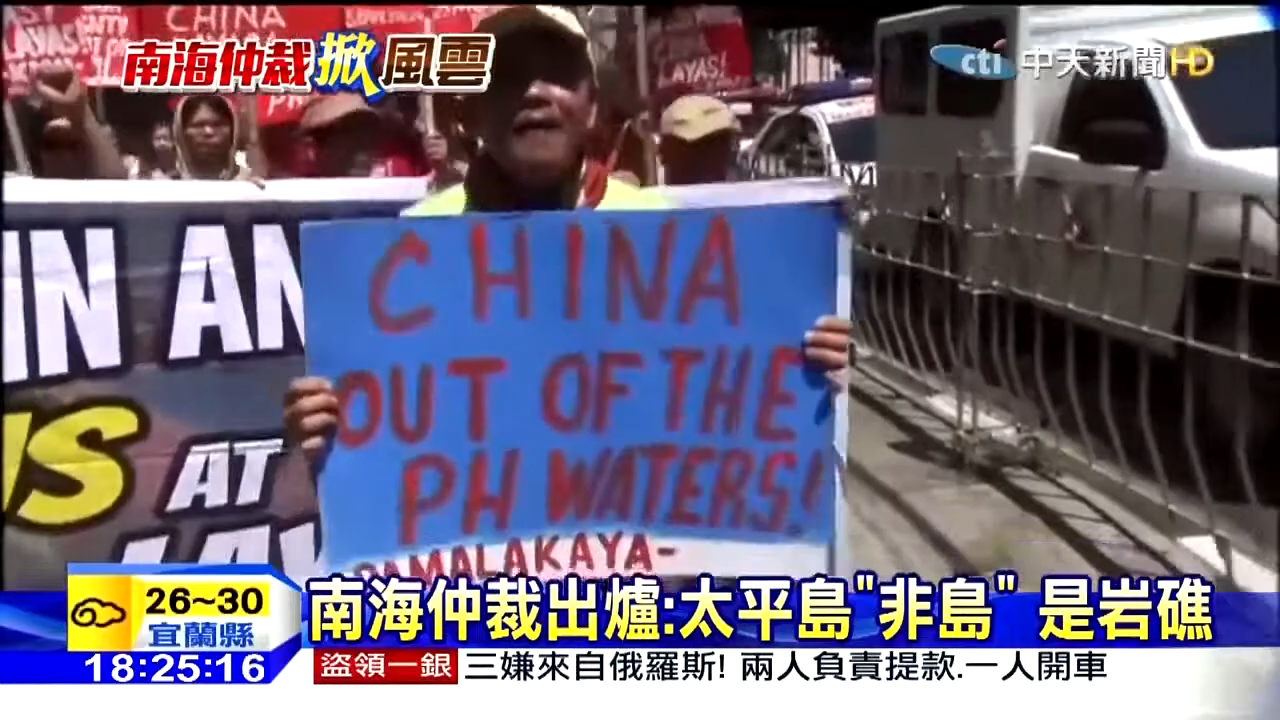 CHINA
LAYAS!
南海仲裁掀風雲
cti 中天新聞HD
LAYAS!
IN AN
CHINA
OUT OF THE
PH WATERS!
PAMALAKAYA-
AT
26~30
宜蘭縣
18:25:16
南海仲裁出爐:太平島"非島" 是岩礁
盜領一銀
三嫌來自俄羅斯! 兩人負責提款.一人開車